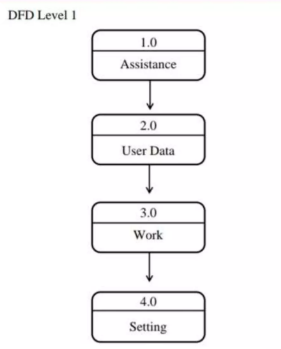 DFD Level 1
1.0
Assistance
2.0
User Data
3.0
Work
4.0
Setting